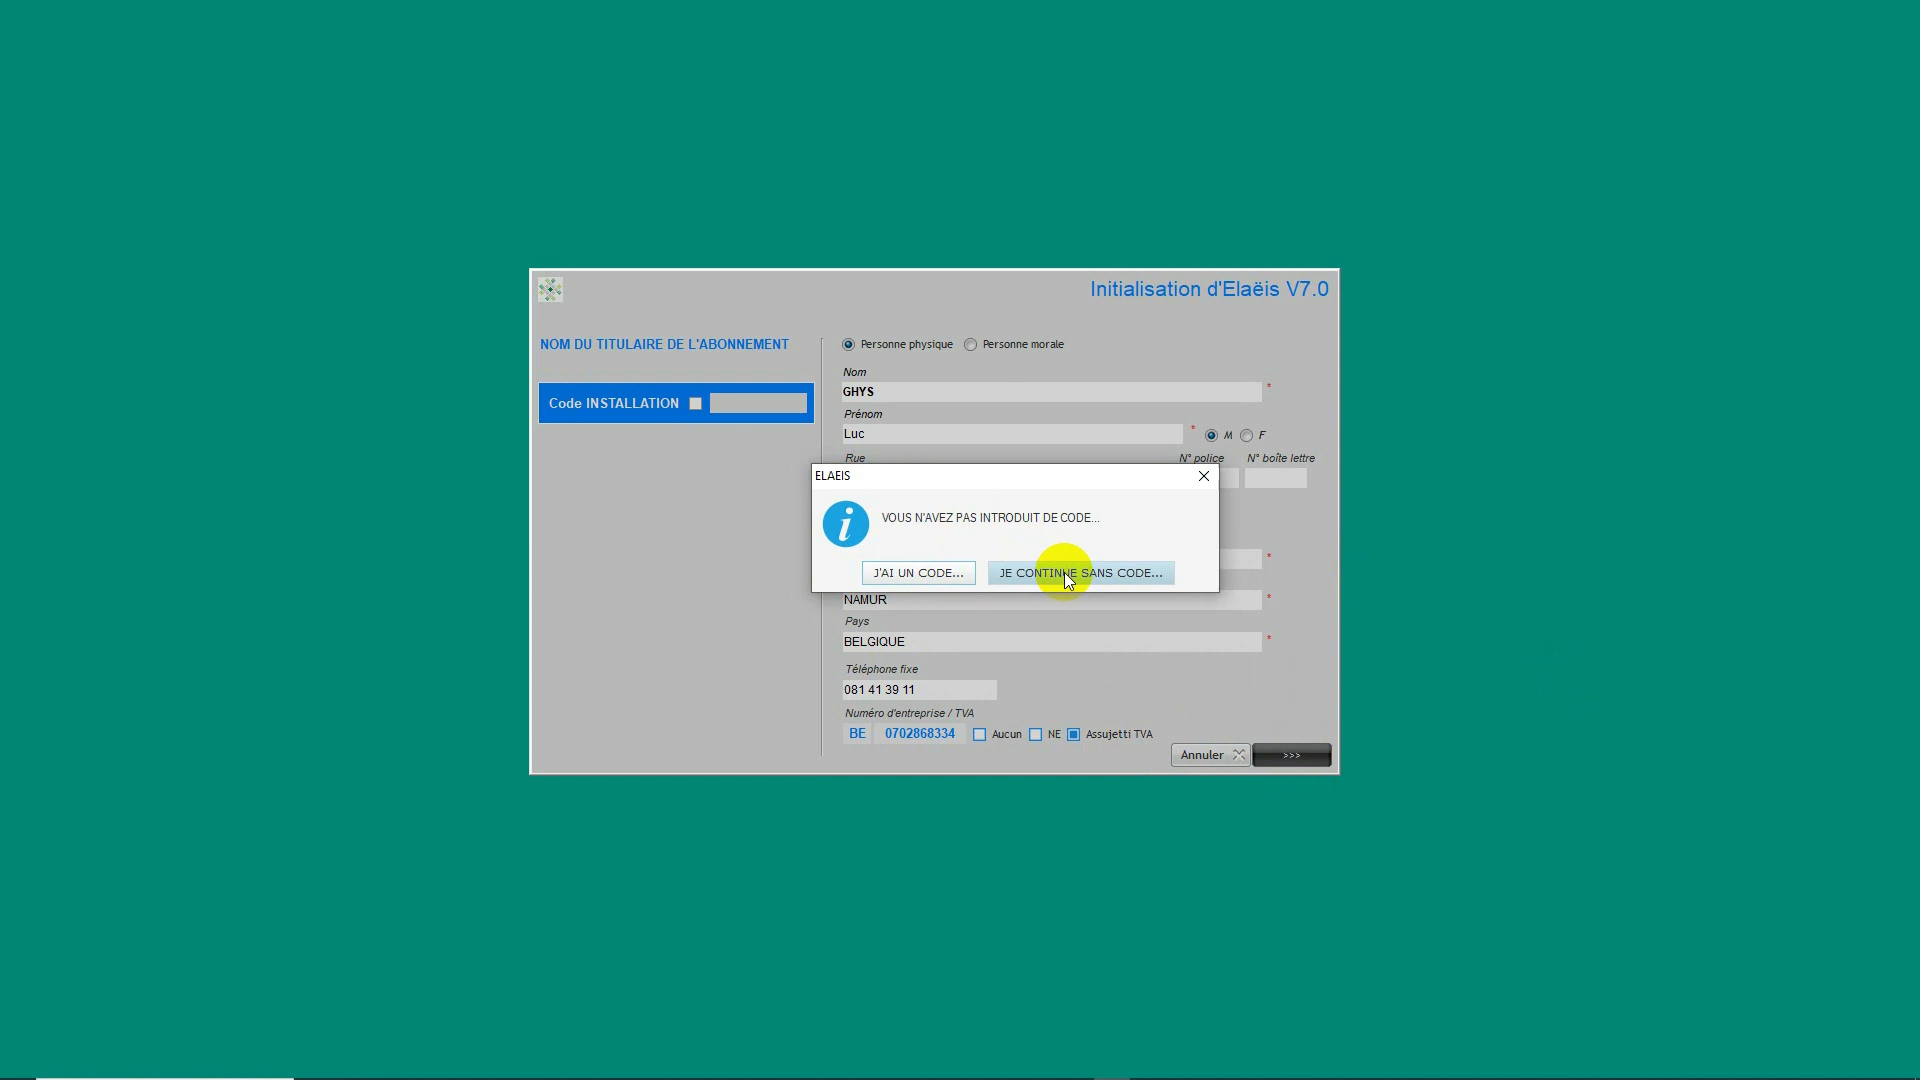 Initialisation d'Elaëis V7.0
NOM DU TITULAIRE DE L'ABONNEMENT
Personne physique Personne morale
Nom
GHYS *
Code INSTALLATION
Prénom
Luc * M F
Rue N° police N° boîte lettre
ELAEIS
VOUS N'AVEZ PAS INTRODUIT DE CODE...
*
J'AI UN CODE... JE CONTINUE SANS CODE...
NAMUR *
Pays
BELGIQUE *
Téléphone fixe
081 41 39 11
Numéro d'entreprise / TVA
BE 0702868334 Aucun NE Assujetti TVA
Annuler >>>